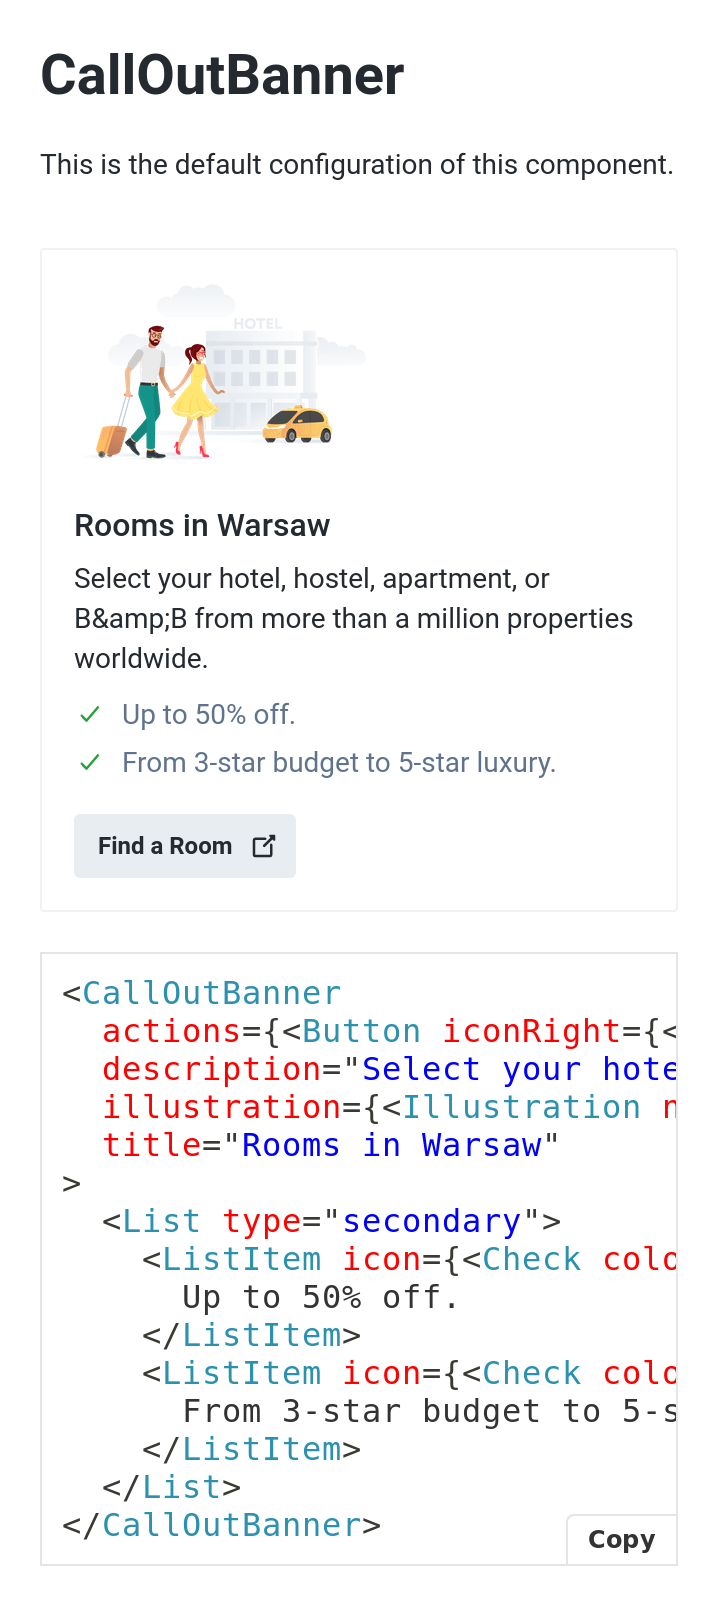 CallOutBanner
This is the default configuration of this component.
HOTEL
Rooms in Warsaw
Select your hotel, hostel, apartment, or
B&amp;B from more than a million properties
worldwide.
Up to 50% off.
From 3-star budget to 5-star luxury.
Find a Room
<CallOutBanner
  actions={<Button iconRight={<
  description="Select your hote
  illustration={<Illustration n
  title="Rooms in Warsaw"
>
  <List type="secondary">
    <ListItem icon={<Check colo
      Up to 50% off.
    </ListItem>
    <ListItem icon={<Check colo
      From 3-star budget to 5-s
    </ListItem>
  </List>
</CallOutBanner>
Copy